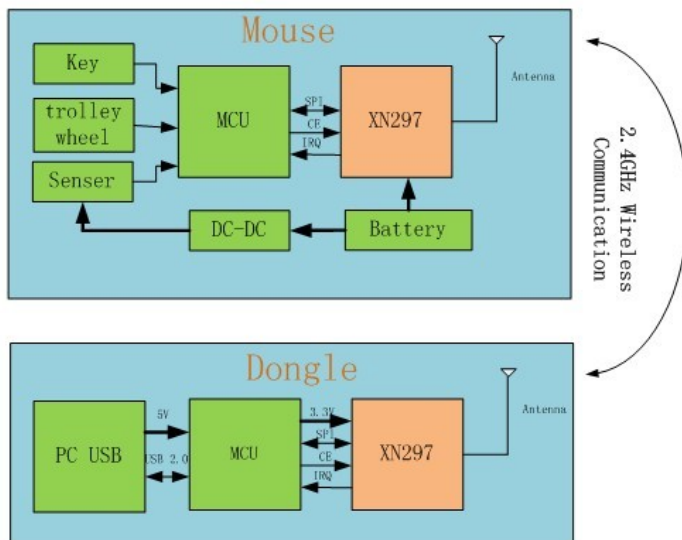 Mouse
Key
trolley
wheel
Senser
MCU
SPI
CE
IRQ
XN297
Antenna
DC-DC
Battery
2.4GHz Wireless
Communication
Dongle
PC USB
5V
USB 2.0
MCU
3.3V
SPI
CE
IRQ
XN297
Antenna